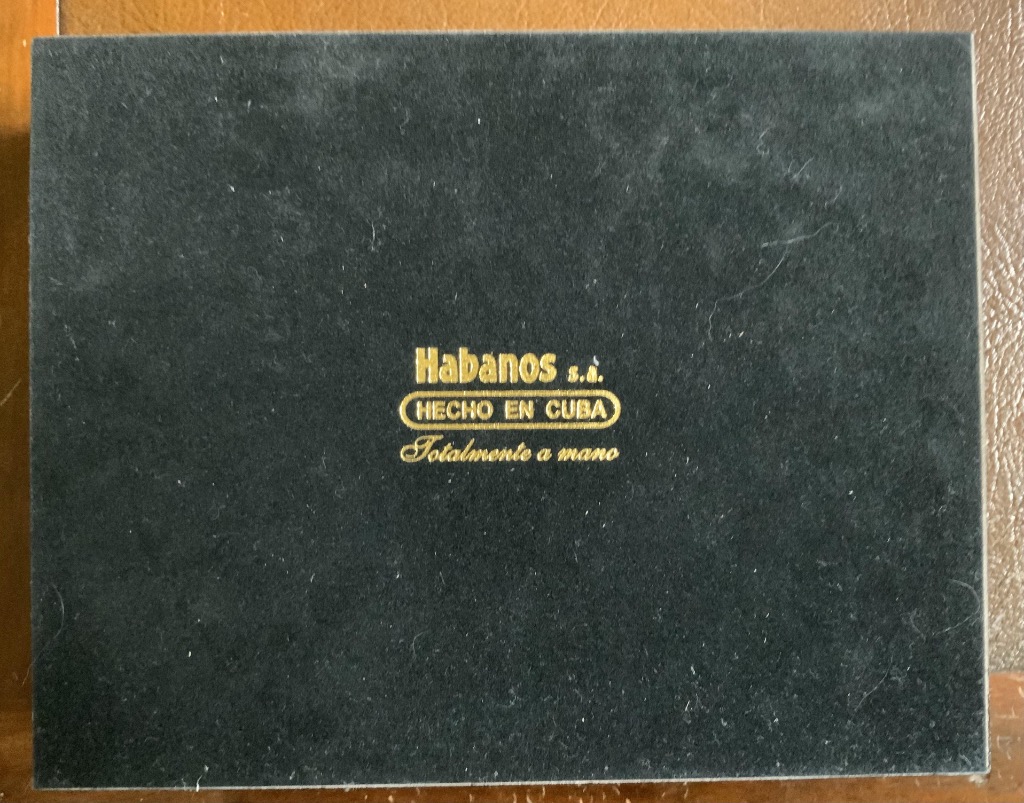 Habanos s.a.
HECHO EN CUBA
Totalmente a mano